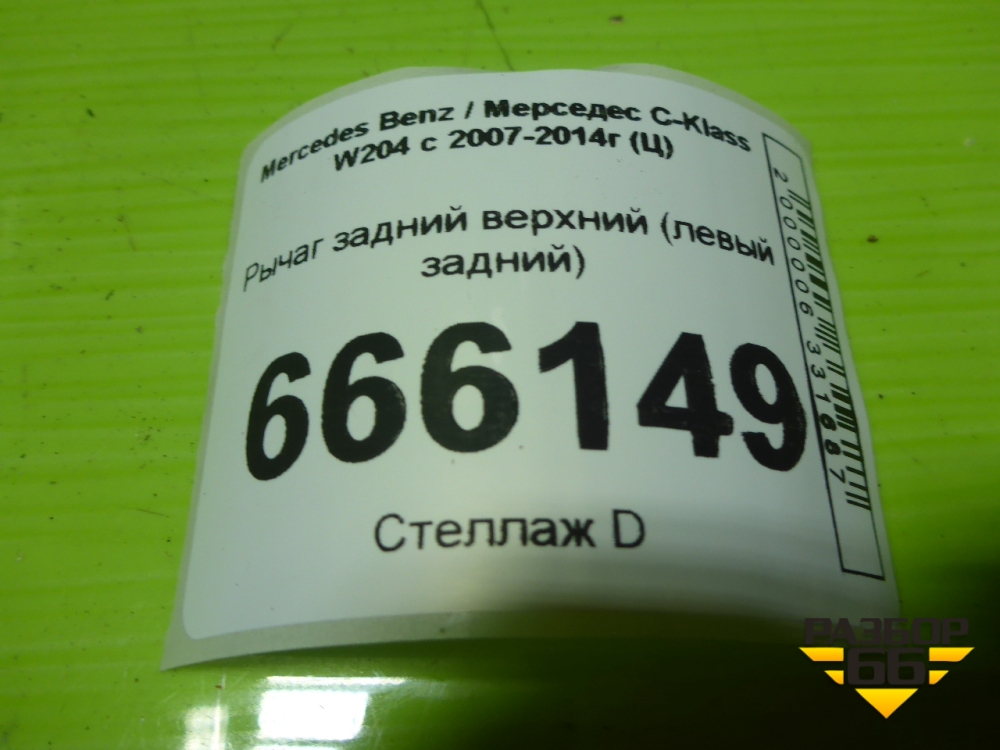 Mercedes Benz / Мерседес C-Klass
W204 с 2007-2014г (Ц)
Рычаг задний верхний (левый
задний)
666149
Стеллаж D
2000006331687
РАЗБОР
66